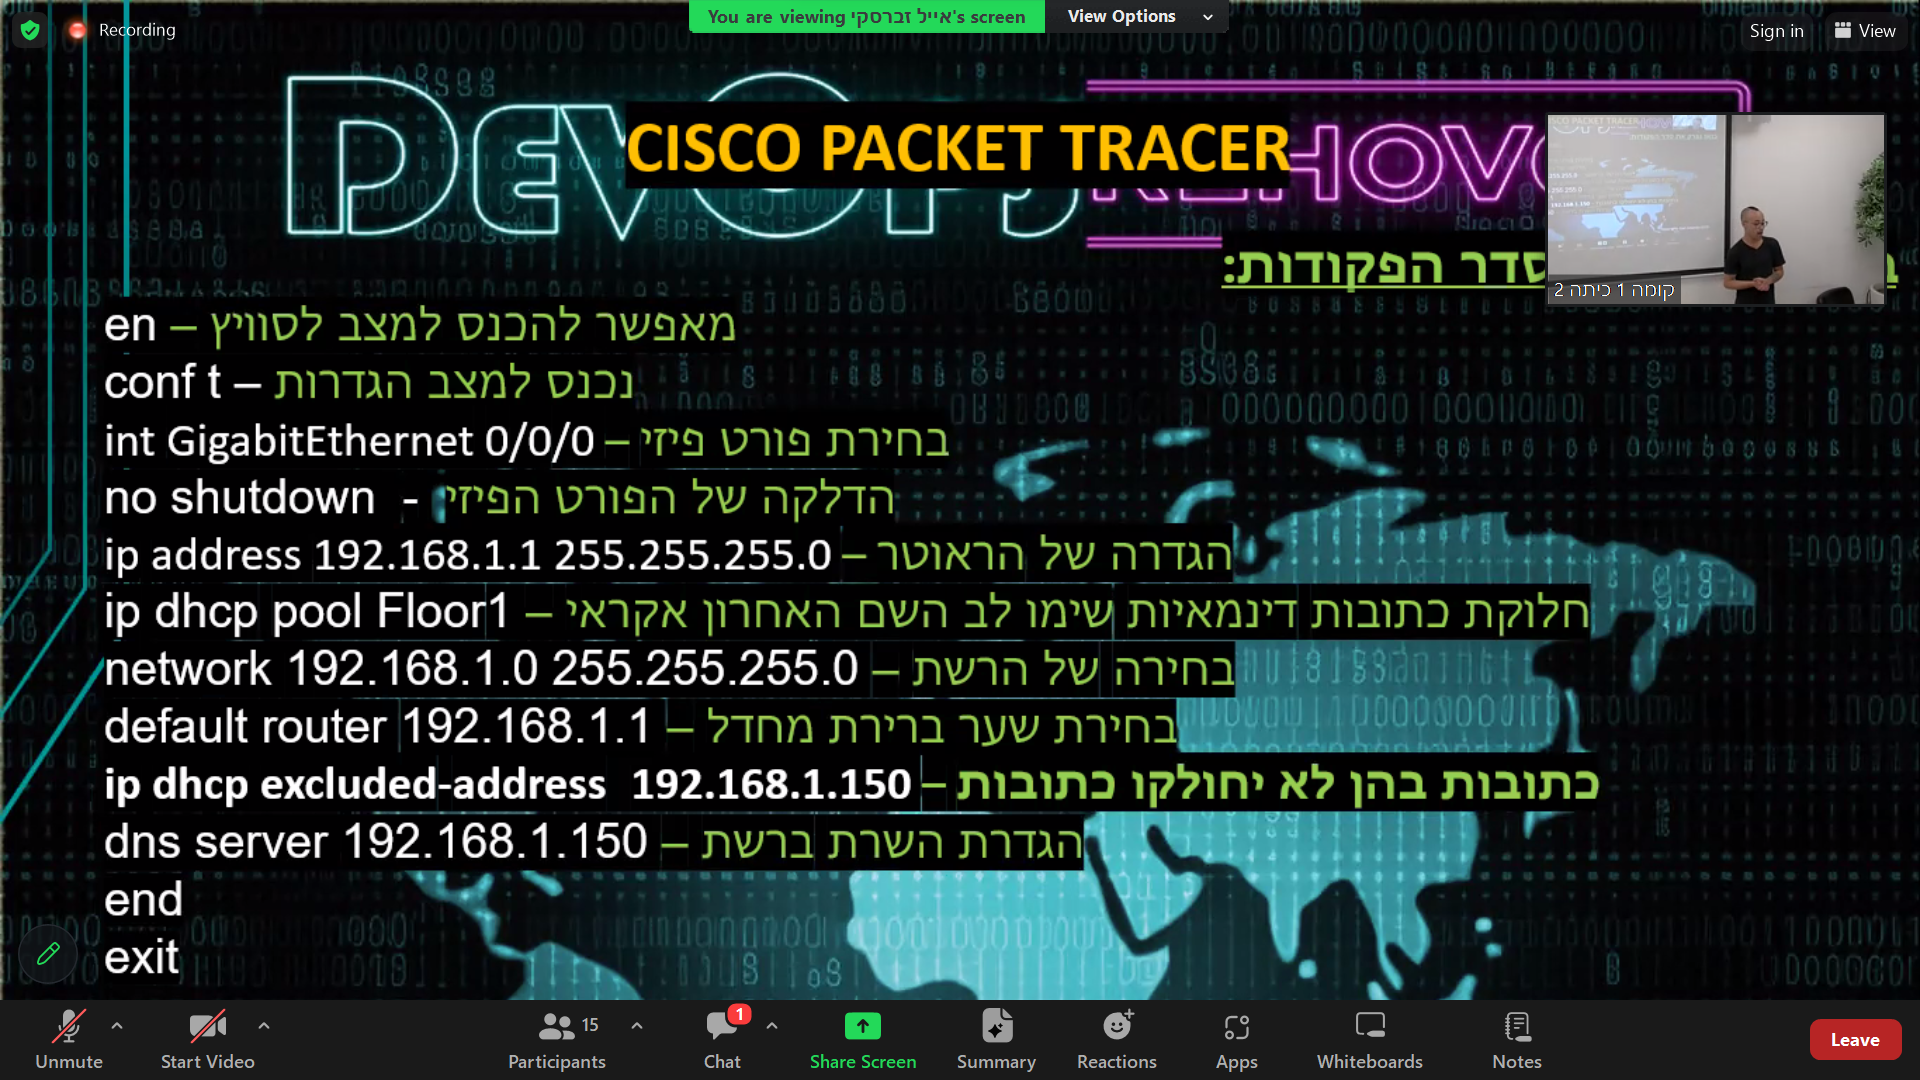 You are viewing אייל זברסקי's screen
View Options
Recording
Sign in
View
DEVOPS
CISCO PACKET TRACER
סדר הפקודות:
קומה 1 כיתה 2
en – מאפשר להכנס למצב לסוויץ
conf t – נכנס למצב הגדרות
int GigabitEthernet 0/0/0 – בחירת פורט פיזי
no shutdown - הדלקה של הפורט הפיזי
ip address 192.168.1.1 255.255.255.0 – הגדרה של הראוטר
ip dhcp pool Floor1 – חלוקת כתובות דינמאיות שימו לב השם האחרון אקראי
network 192.168.1.0 255.255.255.0 – בחירה של הרשת
default router 192.168.1.1 – בחירת שער ברירת מחדל
ip dhcp excluded-address 192.168.1.150 – כתובות בהן לא יחולקו כתובות
dns server 192.168.1.150 – הגדרת השרת ברשת
end
exit
Unmute
Start Video
15
Participants
1
Chat
Share Screen
Summary
Reactions
Apps
Whiteboards
Notes
Leave